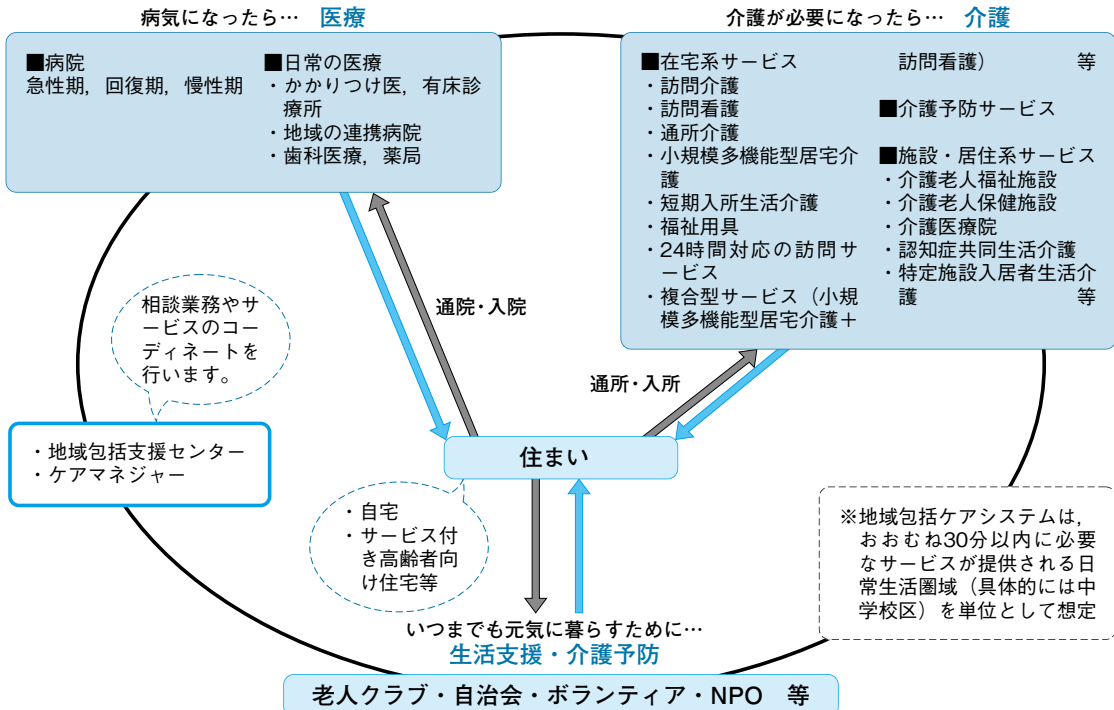 病気になったら… 医療
■病院
急性期，回復期，慢性期
■日常の医療
・かかりつけ医，有床診
療所
・地域の連携病院
・歯科医療，薬局
介護が必要になったら… 介護
■在宅系サービス
・訪問介護
・訪問看護
・通所介護
・小規模多機能型居宅介
護
・短期入所生活介護
・福祉用具
・24時間対応の訪問サ
ービス
・複合型サービス（小規
模多機能型居宅介護＋
訪問看護） 等
■介護予防サービス
■施設・居住系サービス
・介護老人福祉施設
・介護老人保健施設
・介護医療院
・認知症共同生活介護
・特定施設入居者生活介
護 等
通院・入院
通所・入所
相談業務やサ
ービスのコー
ディネートを
行います。
・地域包括支援センター
・ケアマネジャー
住まい
・自宅
・サービス付
き高齢者向
け住宅等
※地域包括ケアシステムは，
おおむね30分以内に必要
なサービスが提供される日
常生活圏域（具体的には中
学校区）を単位として想定
いつまでも元気に暮らすために…
生活支援・介護予防
老人クラブ・自治会・ボランティア・NPO 等